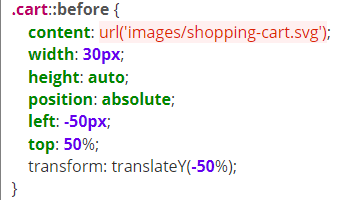 .cart::before {
content: url('images/shopping-cart.svg');
width: 30px;
height: auto;
position: absolute;
left: -50px;
top: 50%;
transform: translateY(-50%);
}